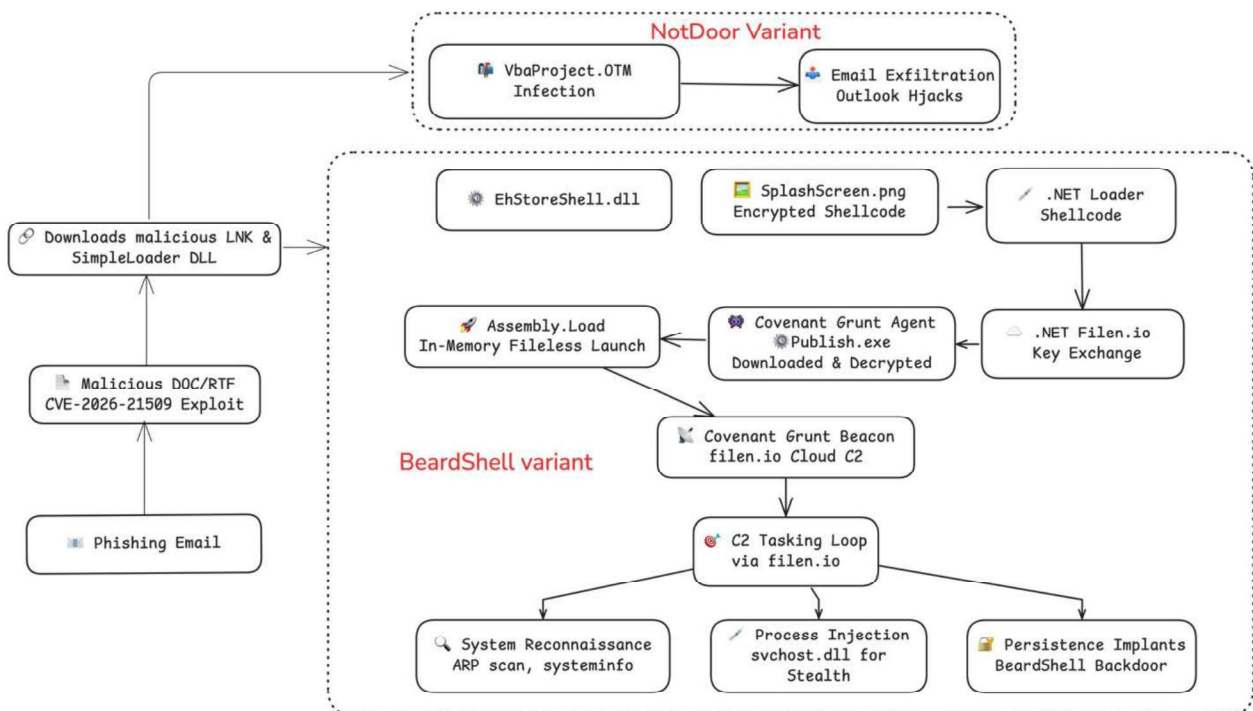 NotDoor Variant
VbaProject.OTM
Infection
Email Exfiltration
Outlook Hjacks
EhStoreShell.dll
SplashScreen.png
Encrypted Shellcode
.NET Loader
Shellcode
Downloads malicious LNK &
SimpleLoader DLL
Assembly.Load
In-Memory Fileless Launch
Covenant Grunt Agent
Publish.exe
Downloaded & Decrypted
.NET Filen.io
Key Exchange
Malicious DOC/RTF
CVE-2026-21509 Exploit
Covenant Grunt Beacon
filen.io Cloud C2
BeardShell variant
Phishing Email
C2 Tasking Loop
via filen.io
System Reconnaissance
ARP scan, systeminfo
Process Injection
svchost.dll for
Stealth
Persistence Implants
BeardShell Backdoor